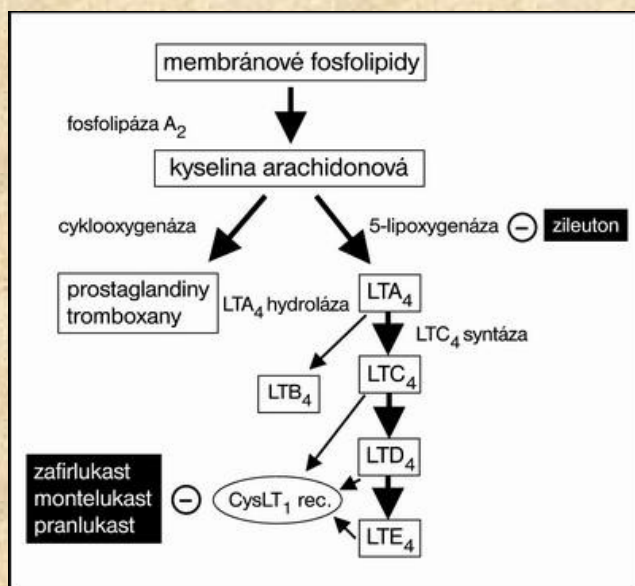 membránové fosfolipidy
fosfolipáza A₂
kyselina arachidonová
cyklooxygenáza
5-lipoxygenáza
−
zileuton
prostaglandiny
tromboxany
LTA₄ hydroláza
LTA₄
LTC₄ syntáza
LTB₄
LTC₄
LTD₄
zafirlukast
montelukast
pranlukast
−
CysLT₁ rec.
LTE₄